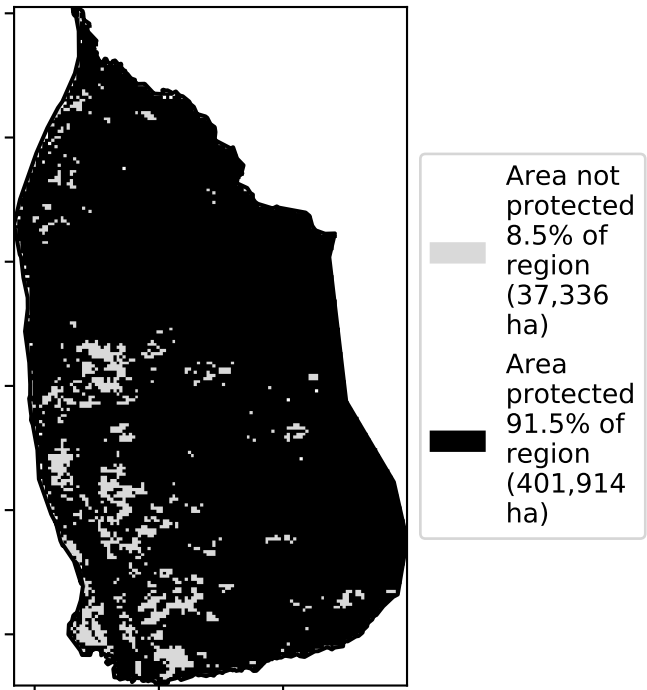 Area not
protected
8.5% of
region
(37,336
ha)
Area
protected
91.5% of
region
(401,914
ha)